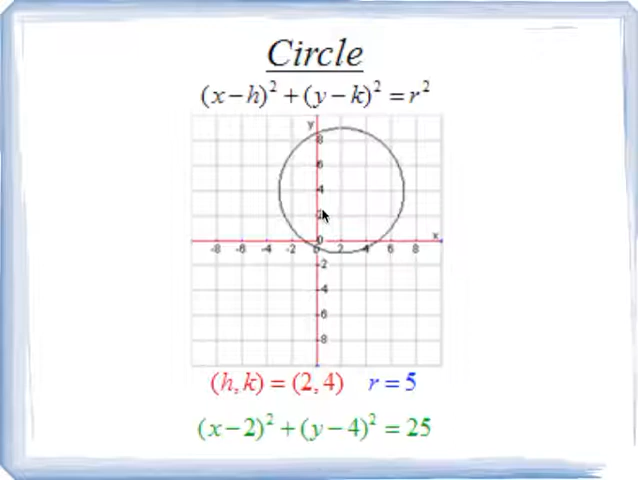 Circle
(x−h)² + (y−k)² = r²
y
8
6
4
2
0
x
-8 -6 -4 -2 0 2 4 6 8
-2
-4
-6
-8
(h,k) = (2,4) r = 5
(x−2)² + (y−4)² = 25